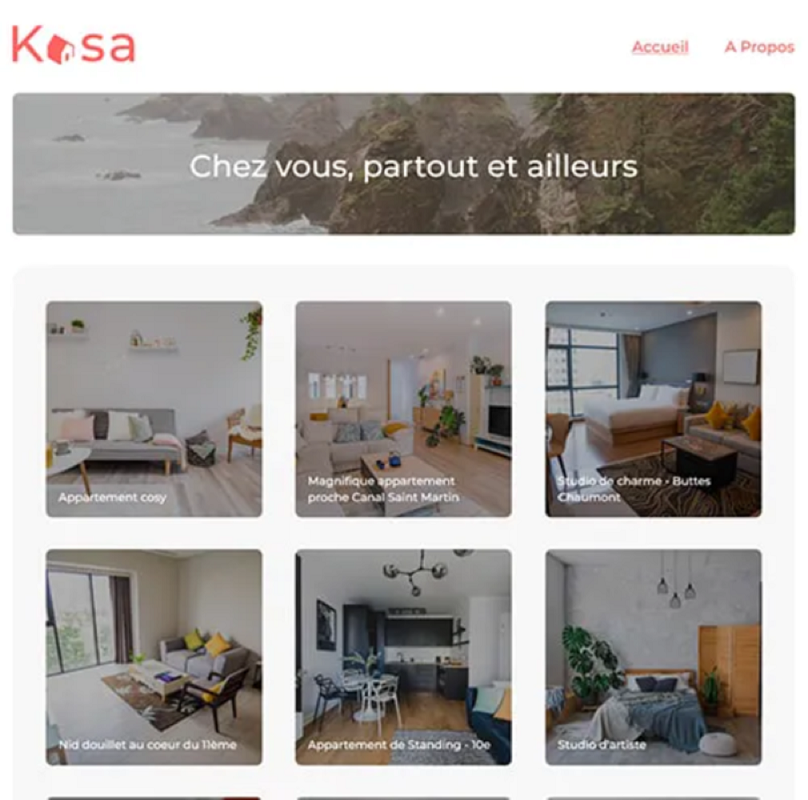 Kasa
Accueil
A Propos
Chez vous, partout et ailleurs
Appartement cosy
Magnifique appartement
proche Canal Saint Martin
Studio de charme - Buttes
Chaumont
Nid douillet au coeur du 11ème
Appartement de Standing - 10e
Studio d'artiste